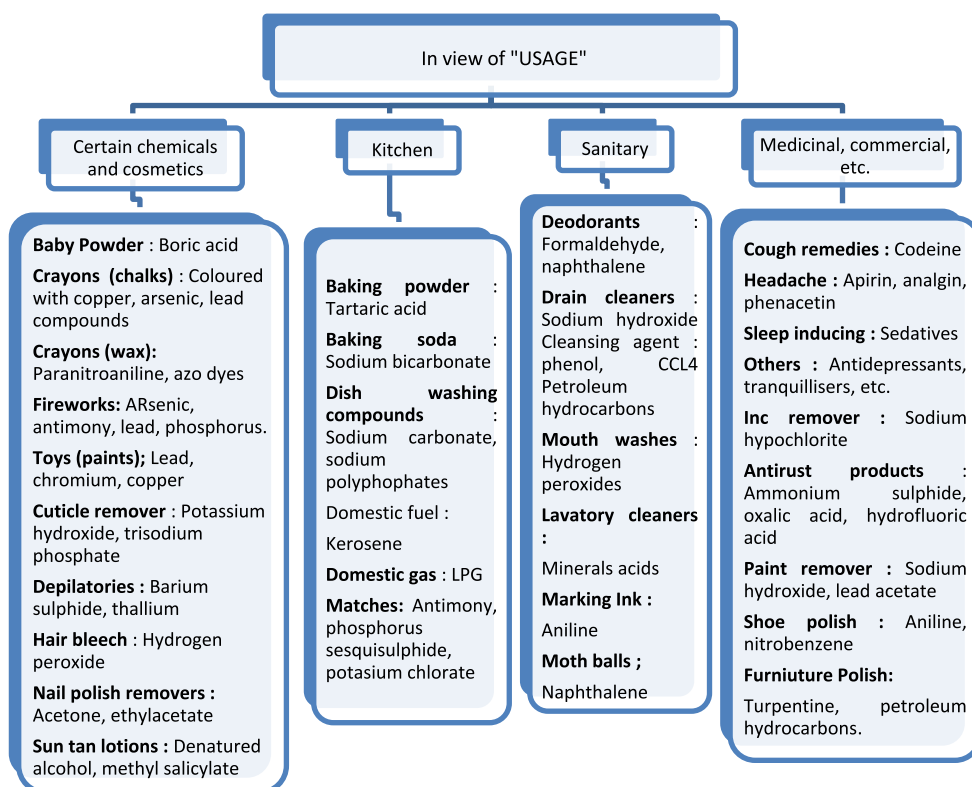 In view of "USAGE"
Certain chemicals
and cosmetics
Baby Powder : Boric acid
Crayons (chalks) : Coloured
with copper, arsenic, lead
compounds
Crayons (wax):
Paranitroaniline, azo dyes
Fireworks: ARsenic,
antimony, lead, phosphorus.
Toys (paints); Lead,
chromium, copper
Cuticle remover : Potassium
hydroxide, trisodium
phosphate
Depilatories : Barium
sulphide, thallium
Hair bleech : Hydrogen
peroxide
Nail polish removers :
Acetone, ethylacetate
Sun tan lotions : Denatured
alcohol, methyl salicylate
Kitchen
Baking powder :
Tartaric acid
Baking soda :
Sodium bicarbonate
Dish washing
compounds :
Sodium carbonate,
sodium
polyphophates
Domestic fuel :
Kerosene
Domestic gas : LPG
Matches: Antimony,
phosphorus
sesquisulphide,
potasium chlorate
Sanitary
Deodorants :
Formaldehyde,
naphthalene
Drain cleaners :
Sodium hydroxide
Cleansing agent :
phenol, CCL4
Petroleum
hydrocarbons
Mouth washes :
Hydrogen
peroxides
Lavatory cleaners
:
Minerals acids
Marking Ink :
Aniline
Moth balls ;
Naphthalene
Medicinal, commercial,
etc.
Cough remedies : Codeine
Headache : Apirin, analgin,
phenacetin
Sleep inducing : Sedatives
Others : Antidepressants,
tranquillisers, etc.
Inc remover : Sodium
hypochlorite
Antirust products :
Ammonium sulphide,
oxalic acid, hydrofluoric
acid
Paint remover : Sodium
hydroxide, lead acetate
Shoe polish : Aniline,
nitrobenzene
Furniuture Polish:
Turpentine, petroleum
hydrocarbons.